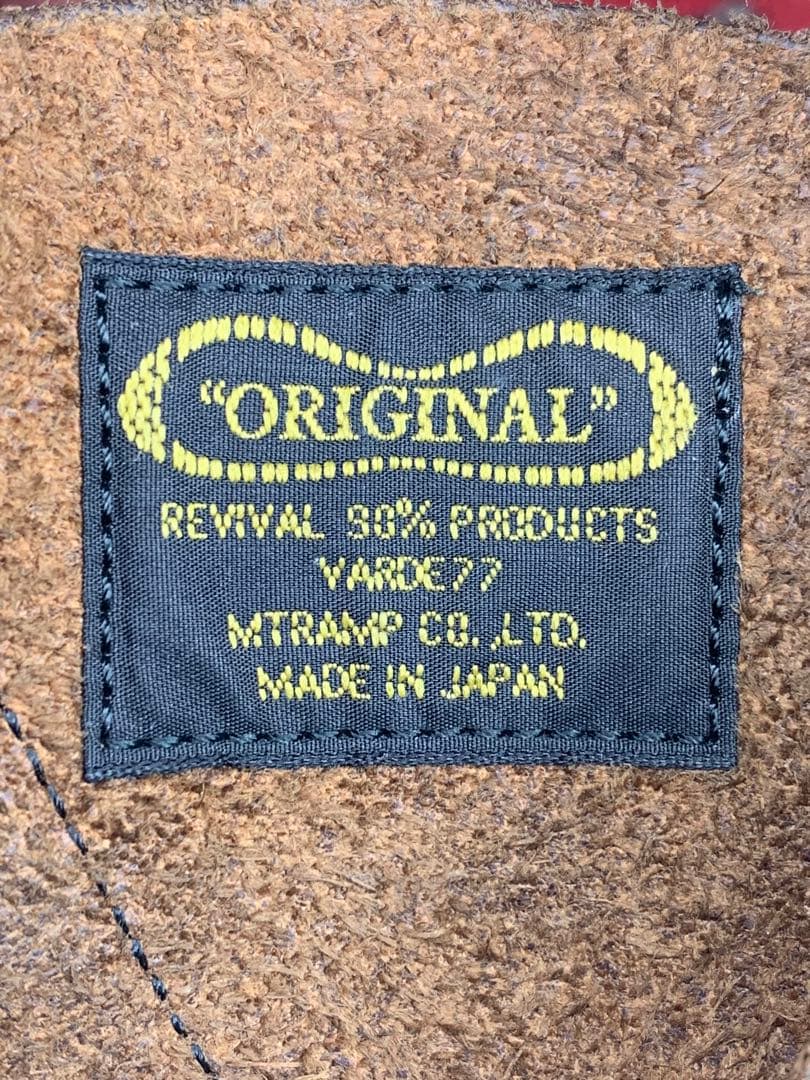 "ORIGINAL"
REVIVAL 90% PRODUCTS
VARDE77
MTRAMP CO.,LTD.
MADE IN JAPAN